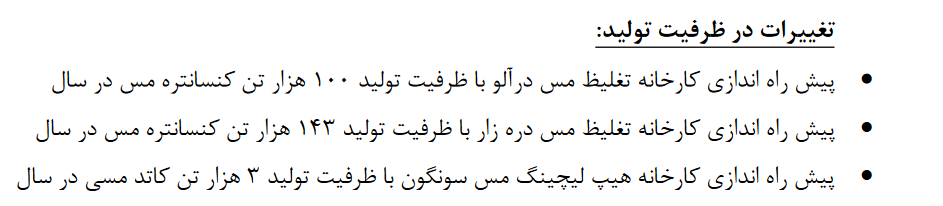 تغییرات در ظرفیت تولید:
• پیش راه اندازی کارخانه تغلیظ مس درآلو با ظرفیت تولید ۱۰۰ هزار تن کنسانتره مس در سال
• پیش راه اندازی کارخانه تغلیظ مس دره زار با ظرفیت تولید ۱۴۳ هزار تن کنسانتره مس در سال
• پیش راه اندازی کارخانه هیپ لیچینگ مس سونگون با ظرفیت تولید ۳ هزار تن کاتد مسی در سال